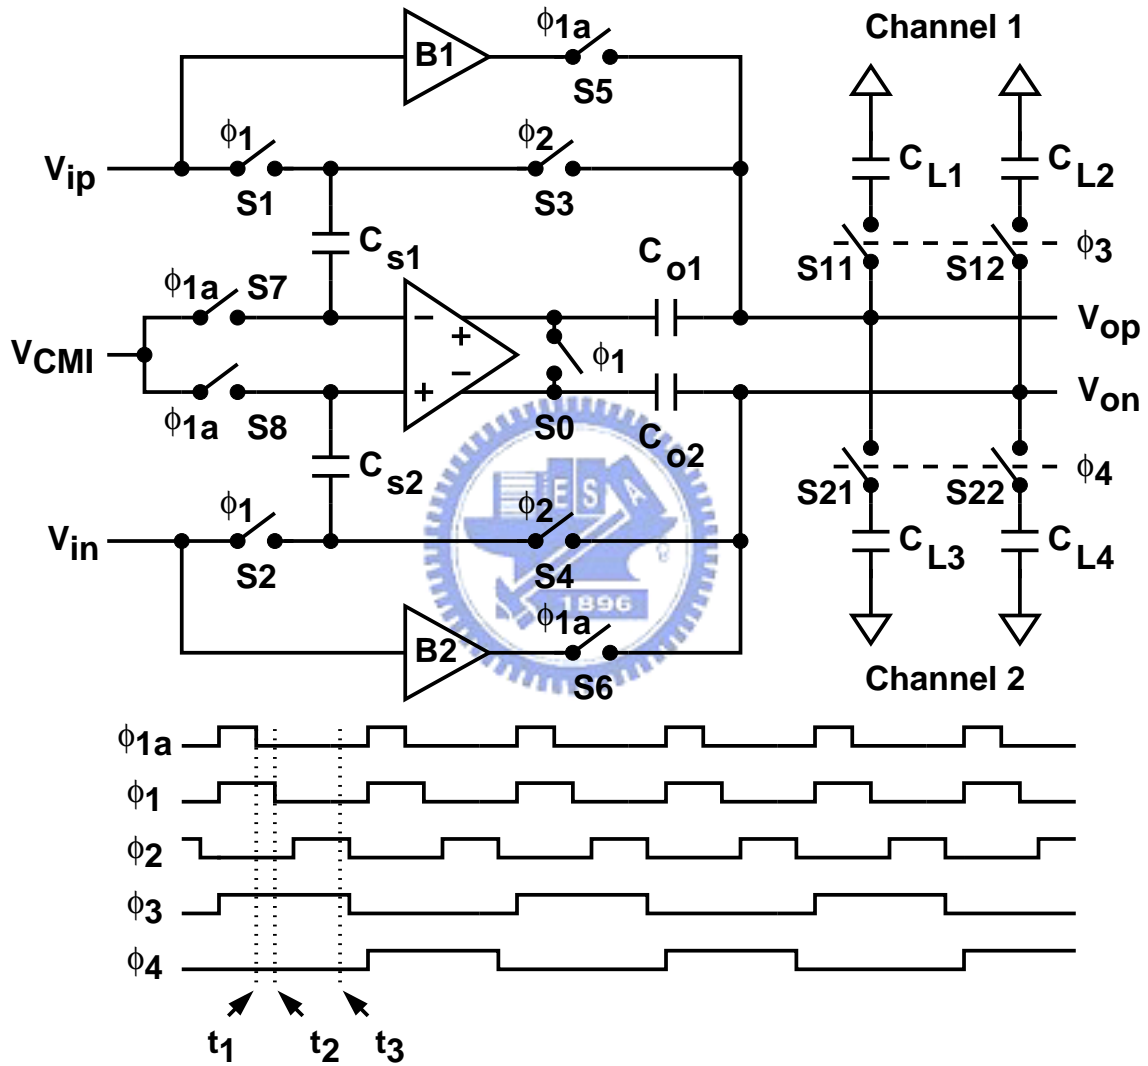 Channel 1
B1
ϕ1a
S5
ϕ1
ϕ2
Vip
S1
S3
CL1
CL2
Cs1
S11
S12
ϕ3
ϕ1a
S7
Co1
−
+
Vop
VCMI
ϕ1
−
+
Von
ϕ1a
S8
S0
Co2
Cs2
ES
A
S21
S22
ϕ4
ϕ1
ϕ2
Vin
S2
S4
CL3
CL4
1896
ϕ1a
B2
S6
Channel 2
ϕ1a
ϕ1
ϕ2
ϕ3
ϕ4
t1
t2
t3